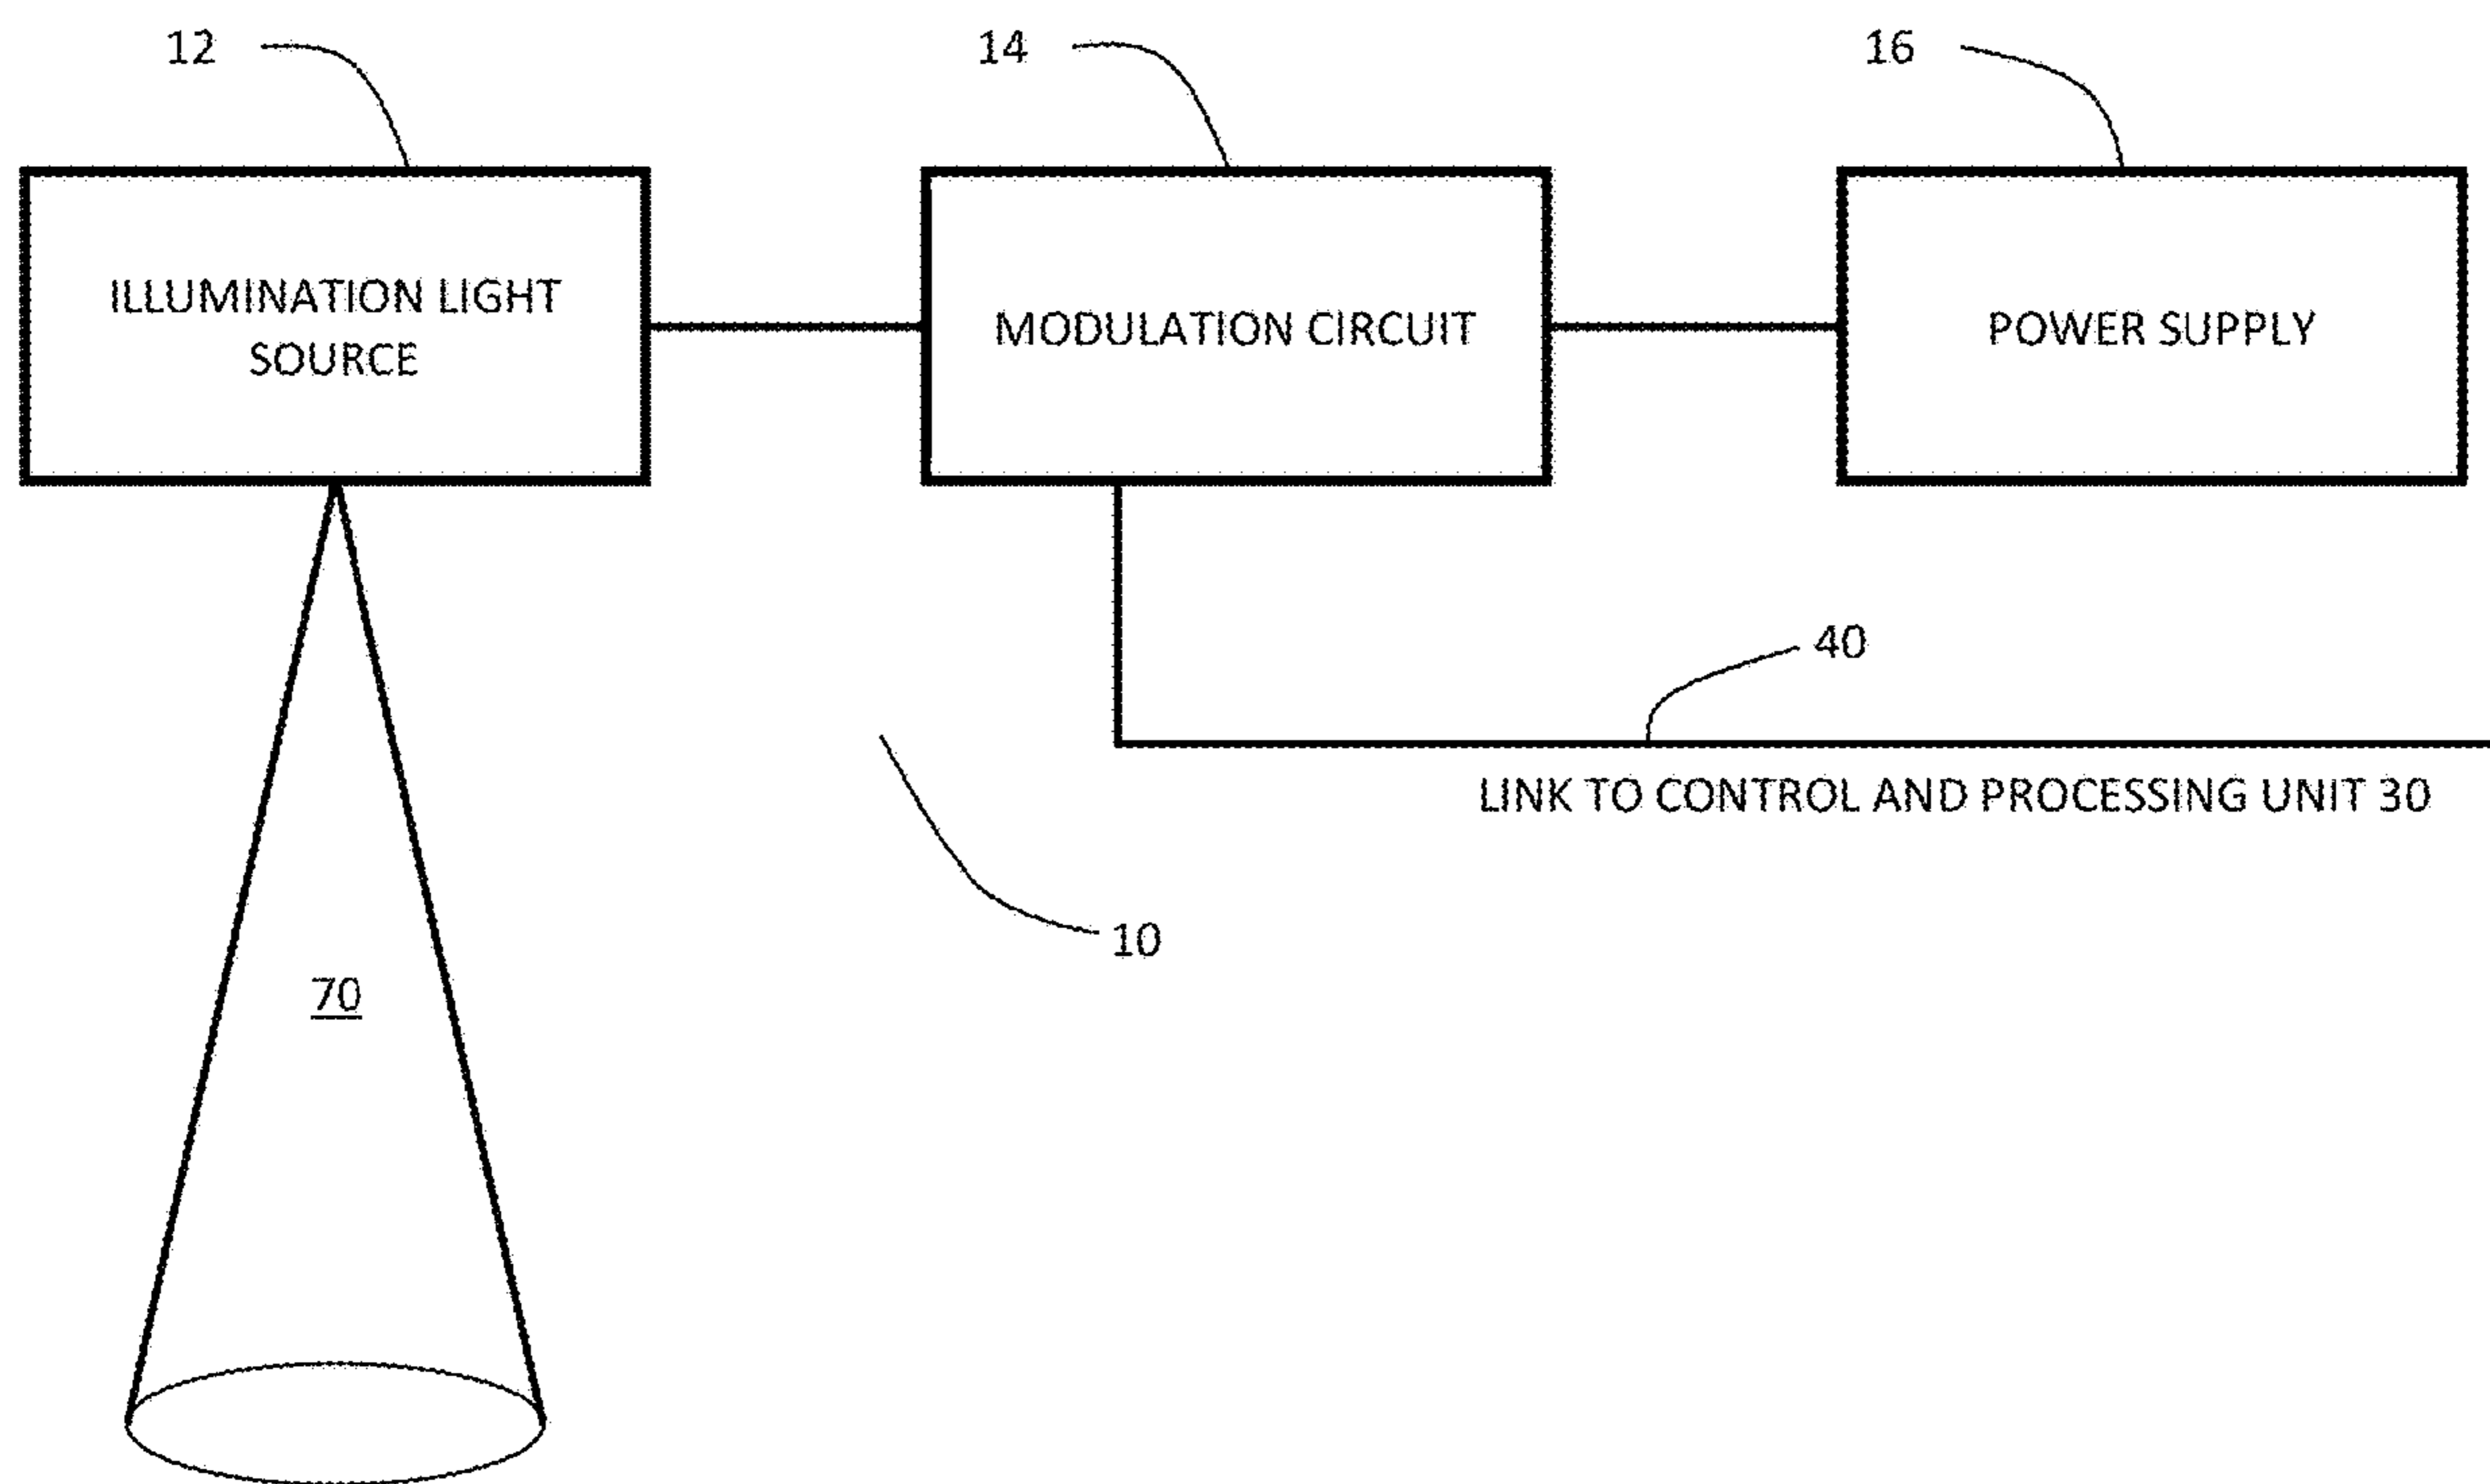 12
14
16
ILLUMINATION LIGHT
SOURCE
MODULATION CIRCUIT
POWER SUPPLY
40
LINK TO CONTROL AND PROCESSING UNIT 30
10
70